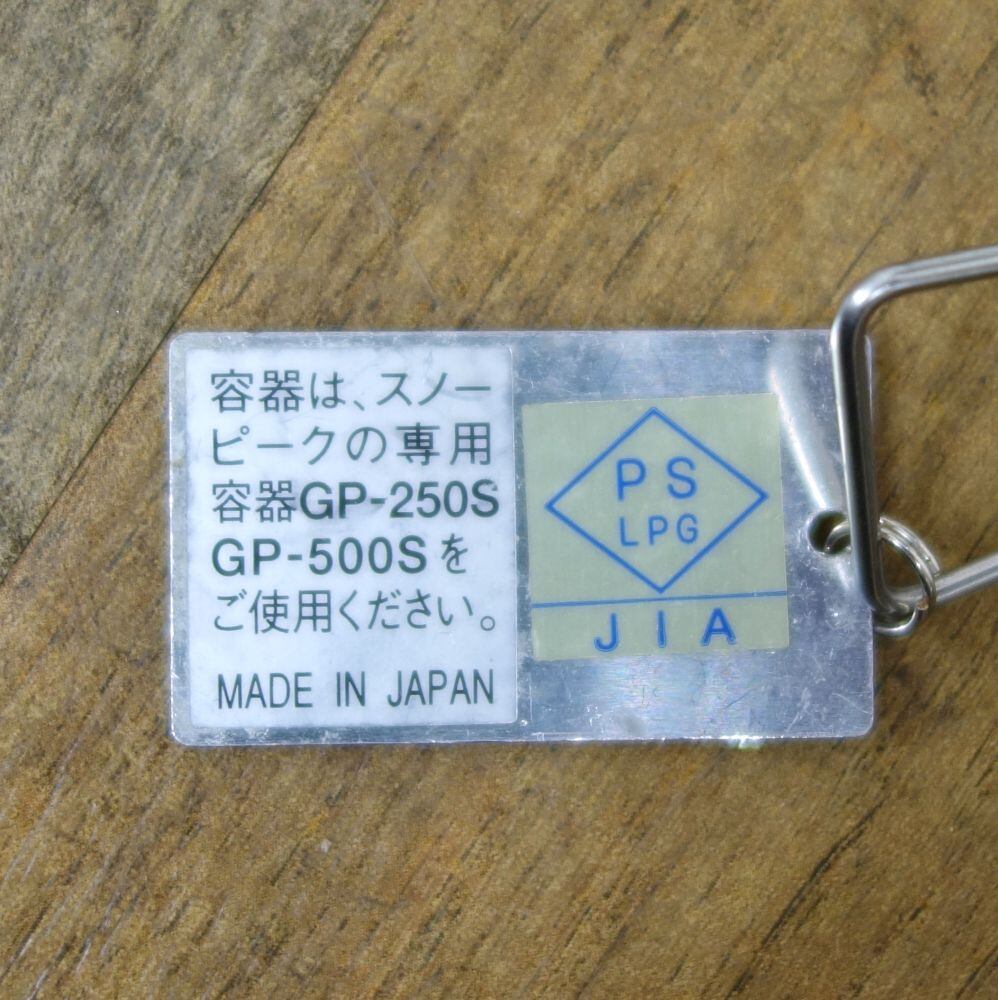 容器は、スノー
ピークの専用
容器GP-250S
GP-500Sを
ご使用ください。
MADE IN JAPAN
PS
LPG
JIA